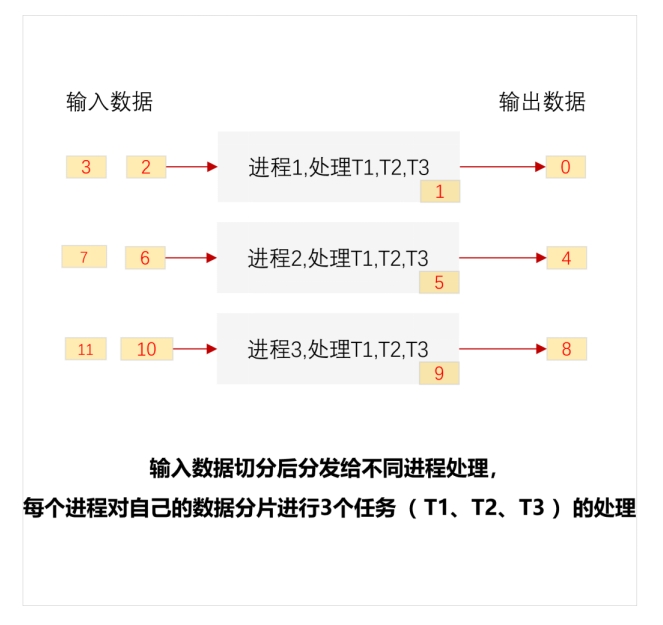 输入数据 输出数据
3 2 进程1,处理T1,T2,T3 0
1
7 6 进程2,处理T1,T2,T3 4
5
11 10 进程3,处理T1,T2,T3 8
9
输入数据切分后分发给不同进程处理，
每个进程对自己的数据分片进行3个任务（T1、T2、T3）的处理